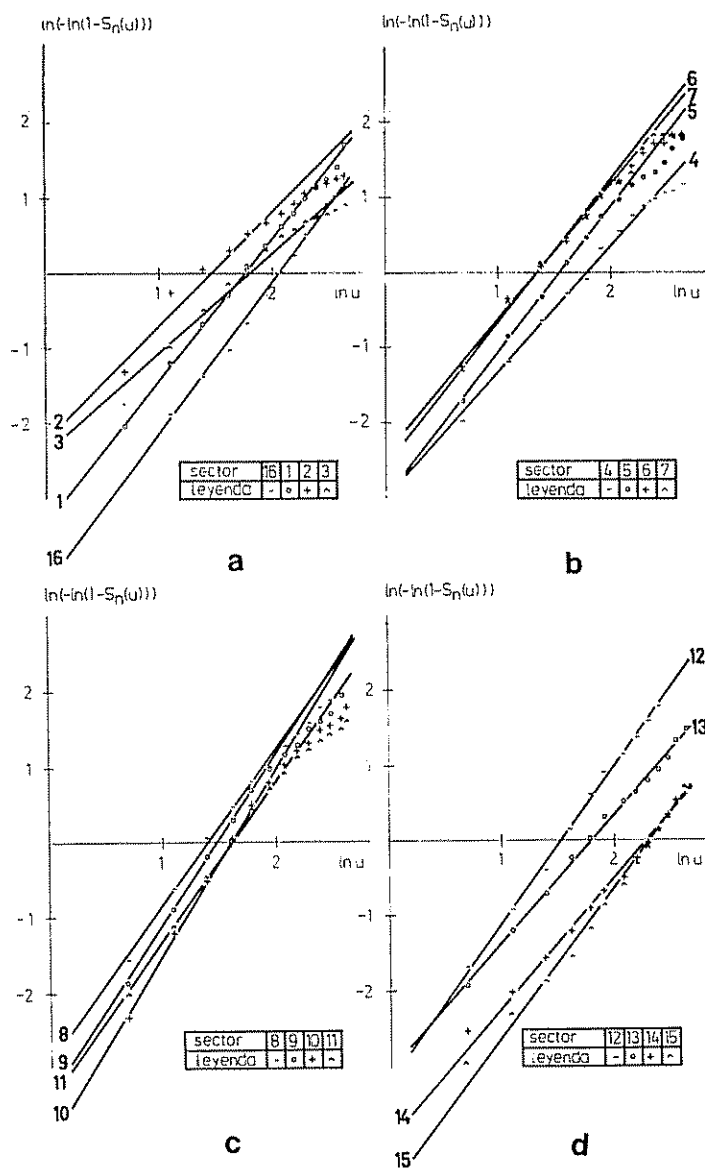 ln(-ln(1-Sn(u)))
2
1
-1
-2
1
2
ln u
2
3
1
16
sector 16 1 2 3
leyenda - o + ^
a
ln(-ln(1-Sn(u)))
2
1
-1
-2
1
2
ln u
6
7
5
4
sector 4 5 6 7
leyenda - o + ^
b
ln(-ln(1-Sn(u)))
2
1
-1
-2
1
2
ln u
8
9
11
10
sector 8 9 10 11
leyenda - o + ^
c
ln(-ln(1-Sn(u)))
2
1
-1
-2
1
2
ln u
12
13
14
15
sector 12 13 14 15
leyenda - o + ^
d